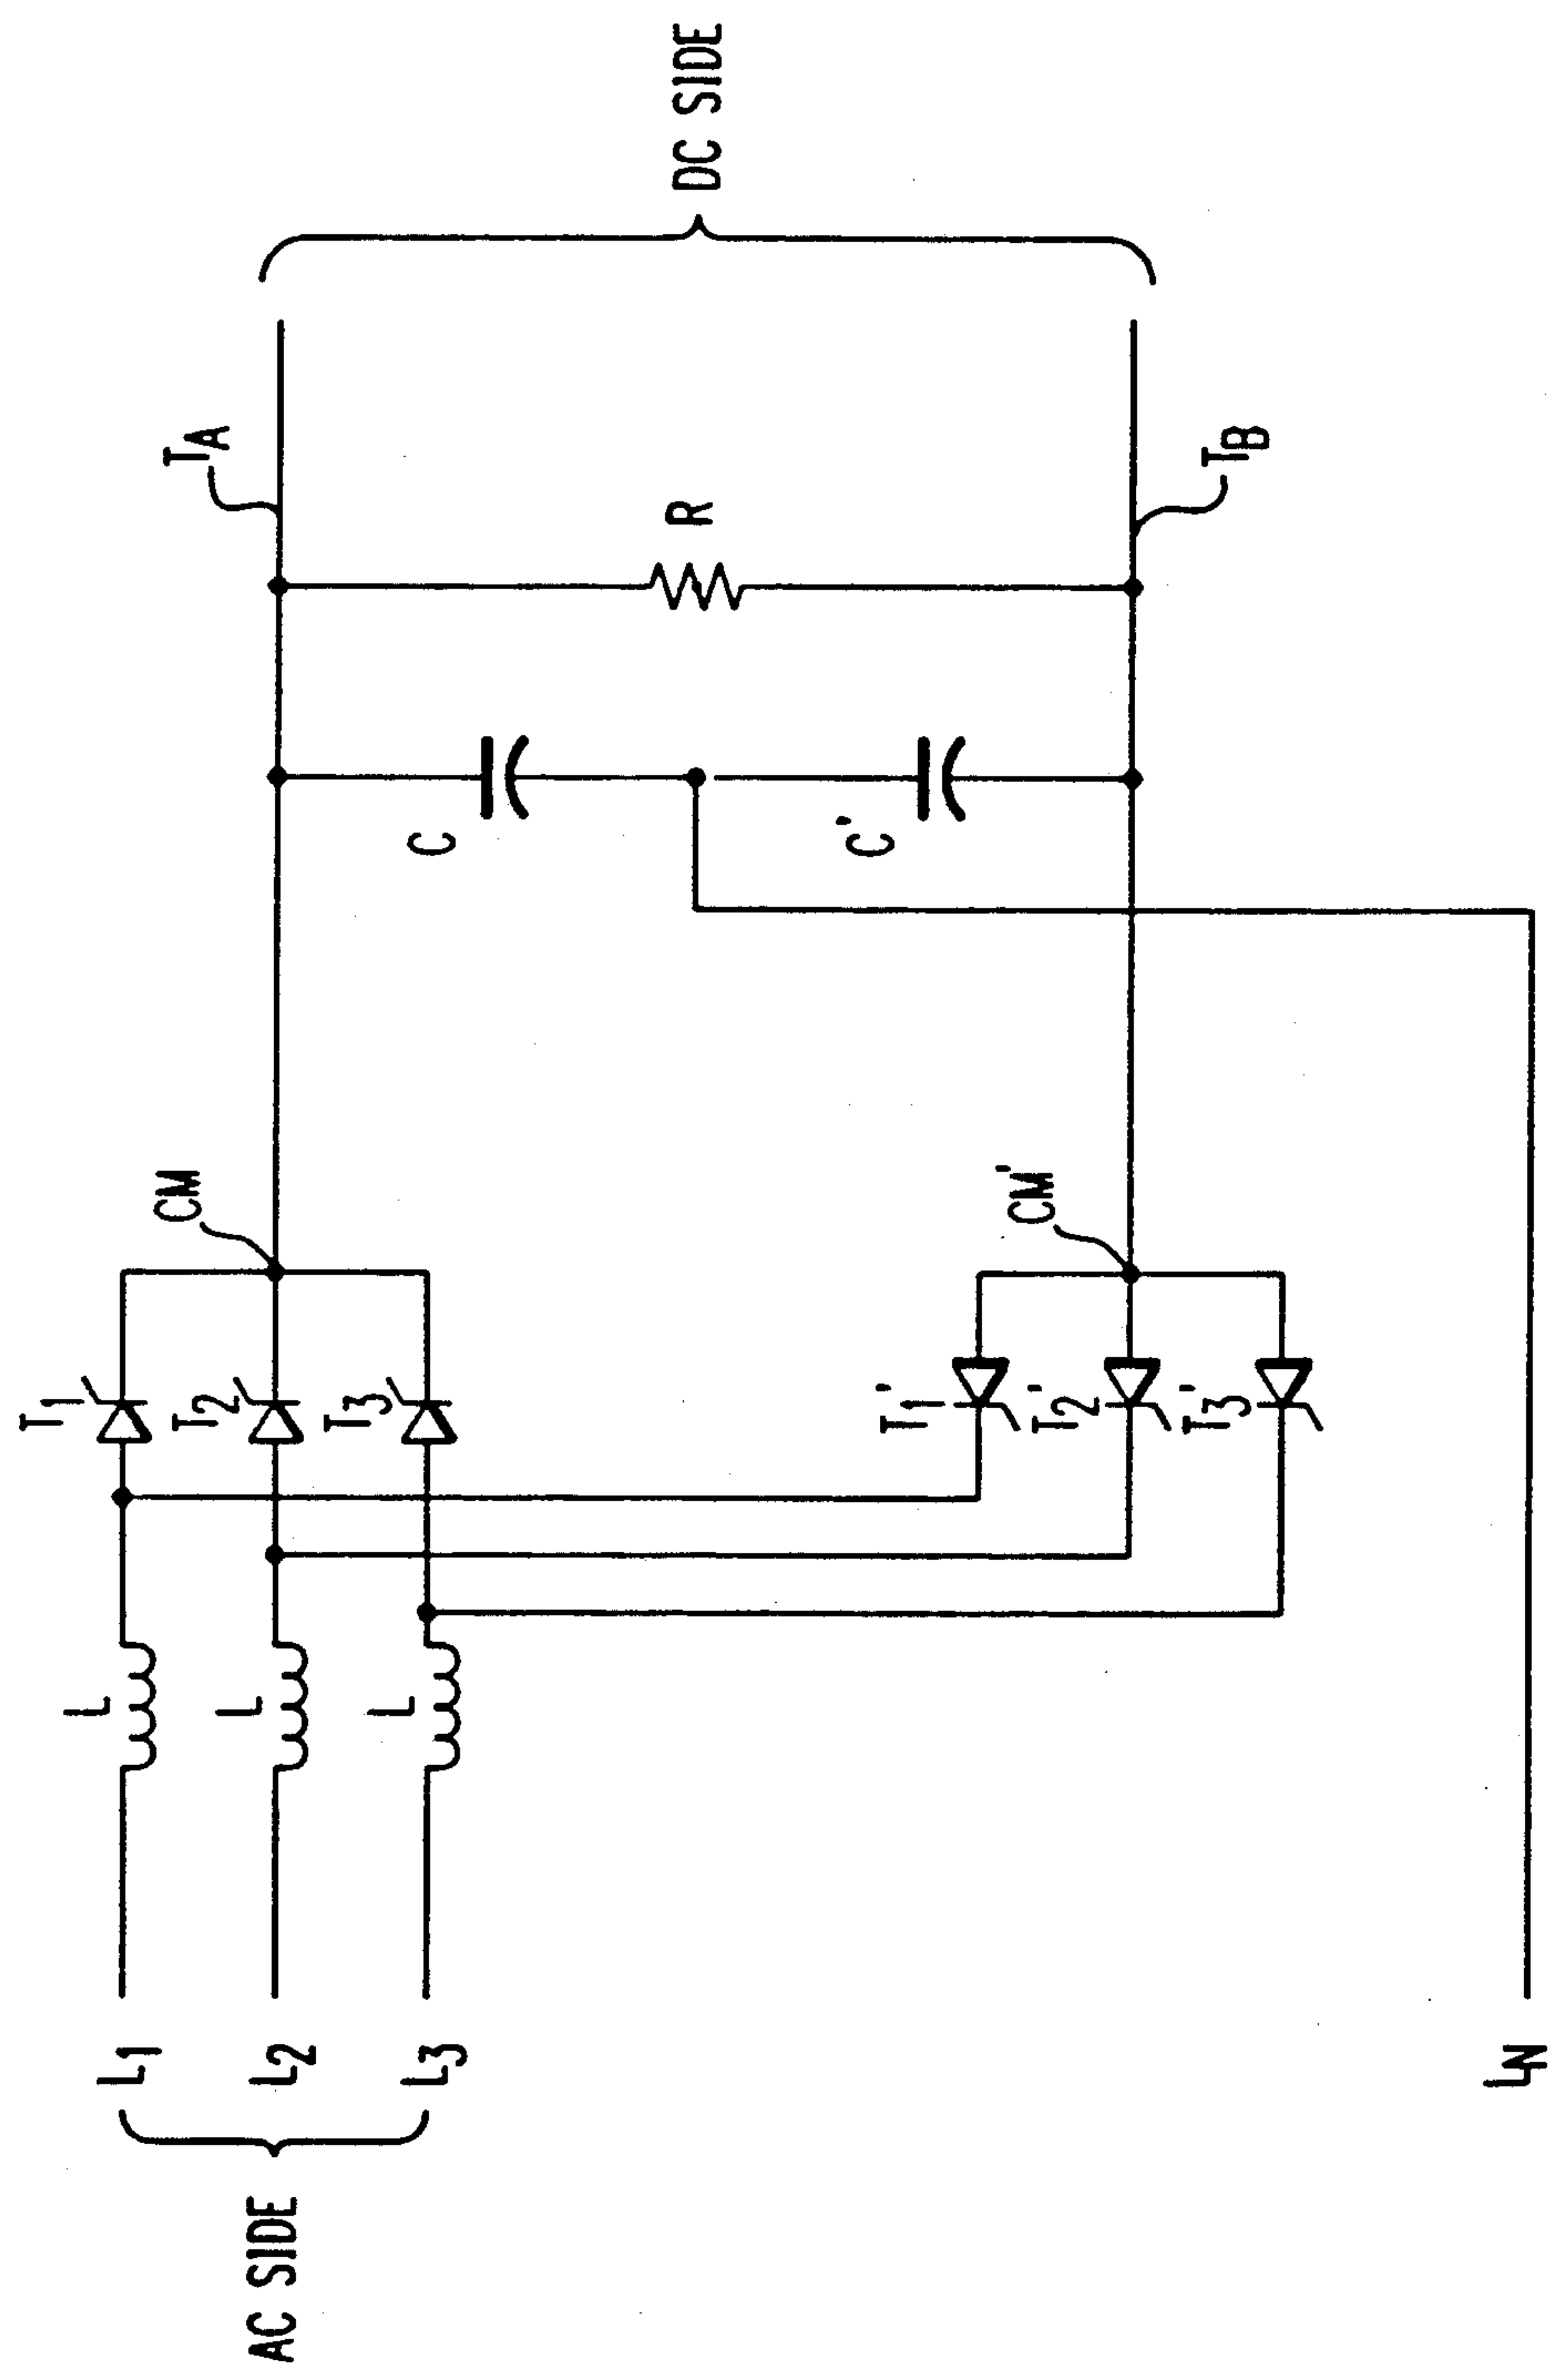 AC SIDE
L1
L2
L3
LN
L
L
L
T1
T2
T3
T1'
T2'
T3'
CM
CM'
C
C'
R
TA
TB
DC SIDE